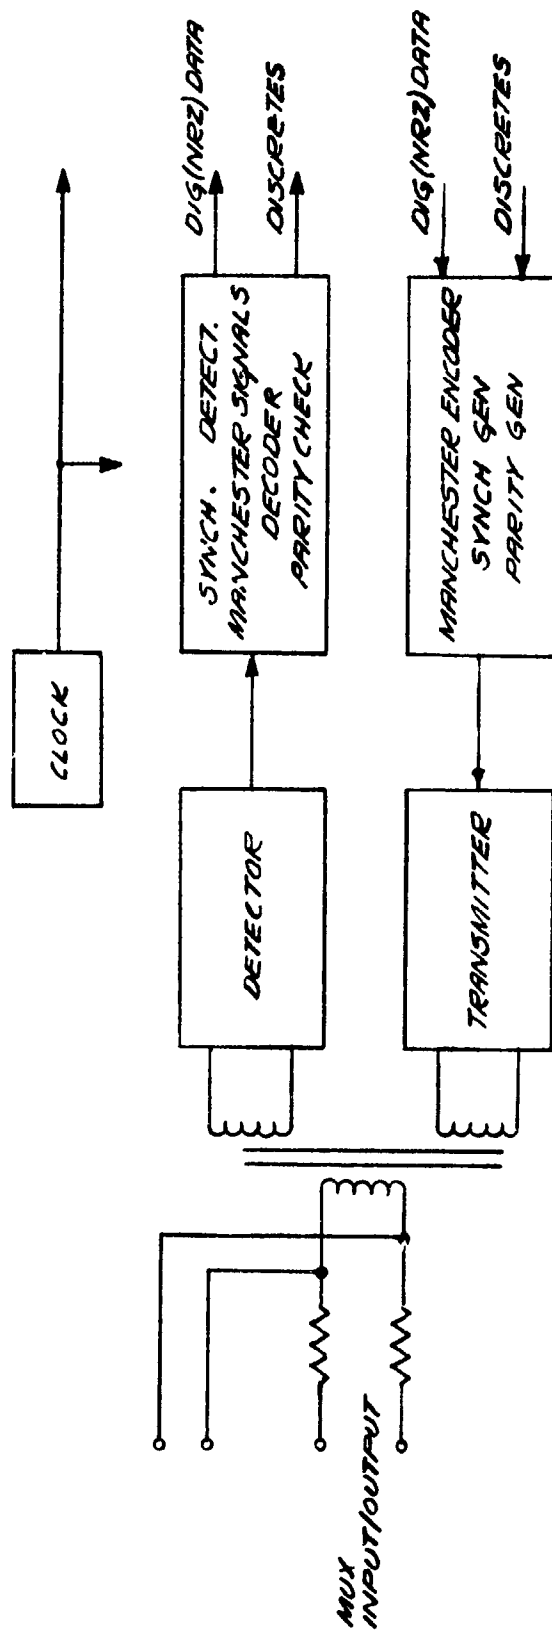 CLOCK
MUX
INPUT/OUTPUT
DETECTOR
SYNCH. DETECT.
MANCHESTER SIGNALS
DECODER
PARITY CHECK
DIG(NRZ)DATA
DISCRETES
TRANSMITTER
MANCHESTER ENCODER
SYNCH GEN
PARITY GEN
DIG(NRZ)DATA
DISCRETES